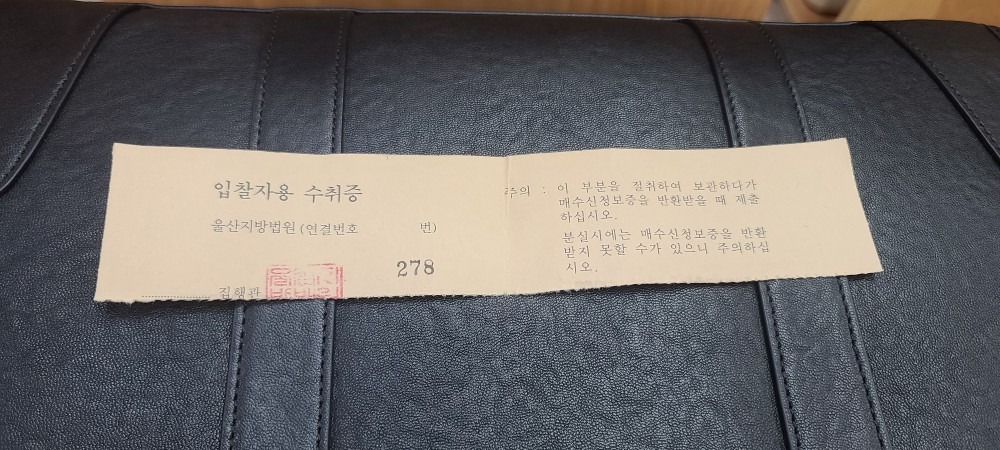 입찰자용 수취증
울산지방법원 (연결번호 번)
278
집행관
주의 : 이 부분을 절취하여 보관하다가
매수신청보증을 반환받을 때 제출
하십시오.
분실시에는 매수신청보증을 반환
받지 못할 수가 있으니 주의하십
시오.